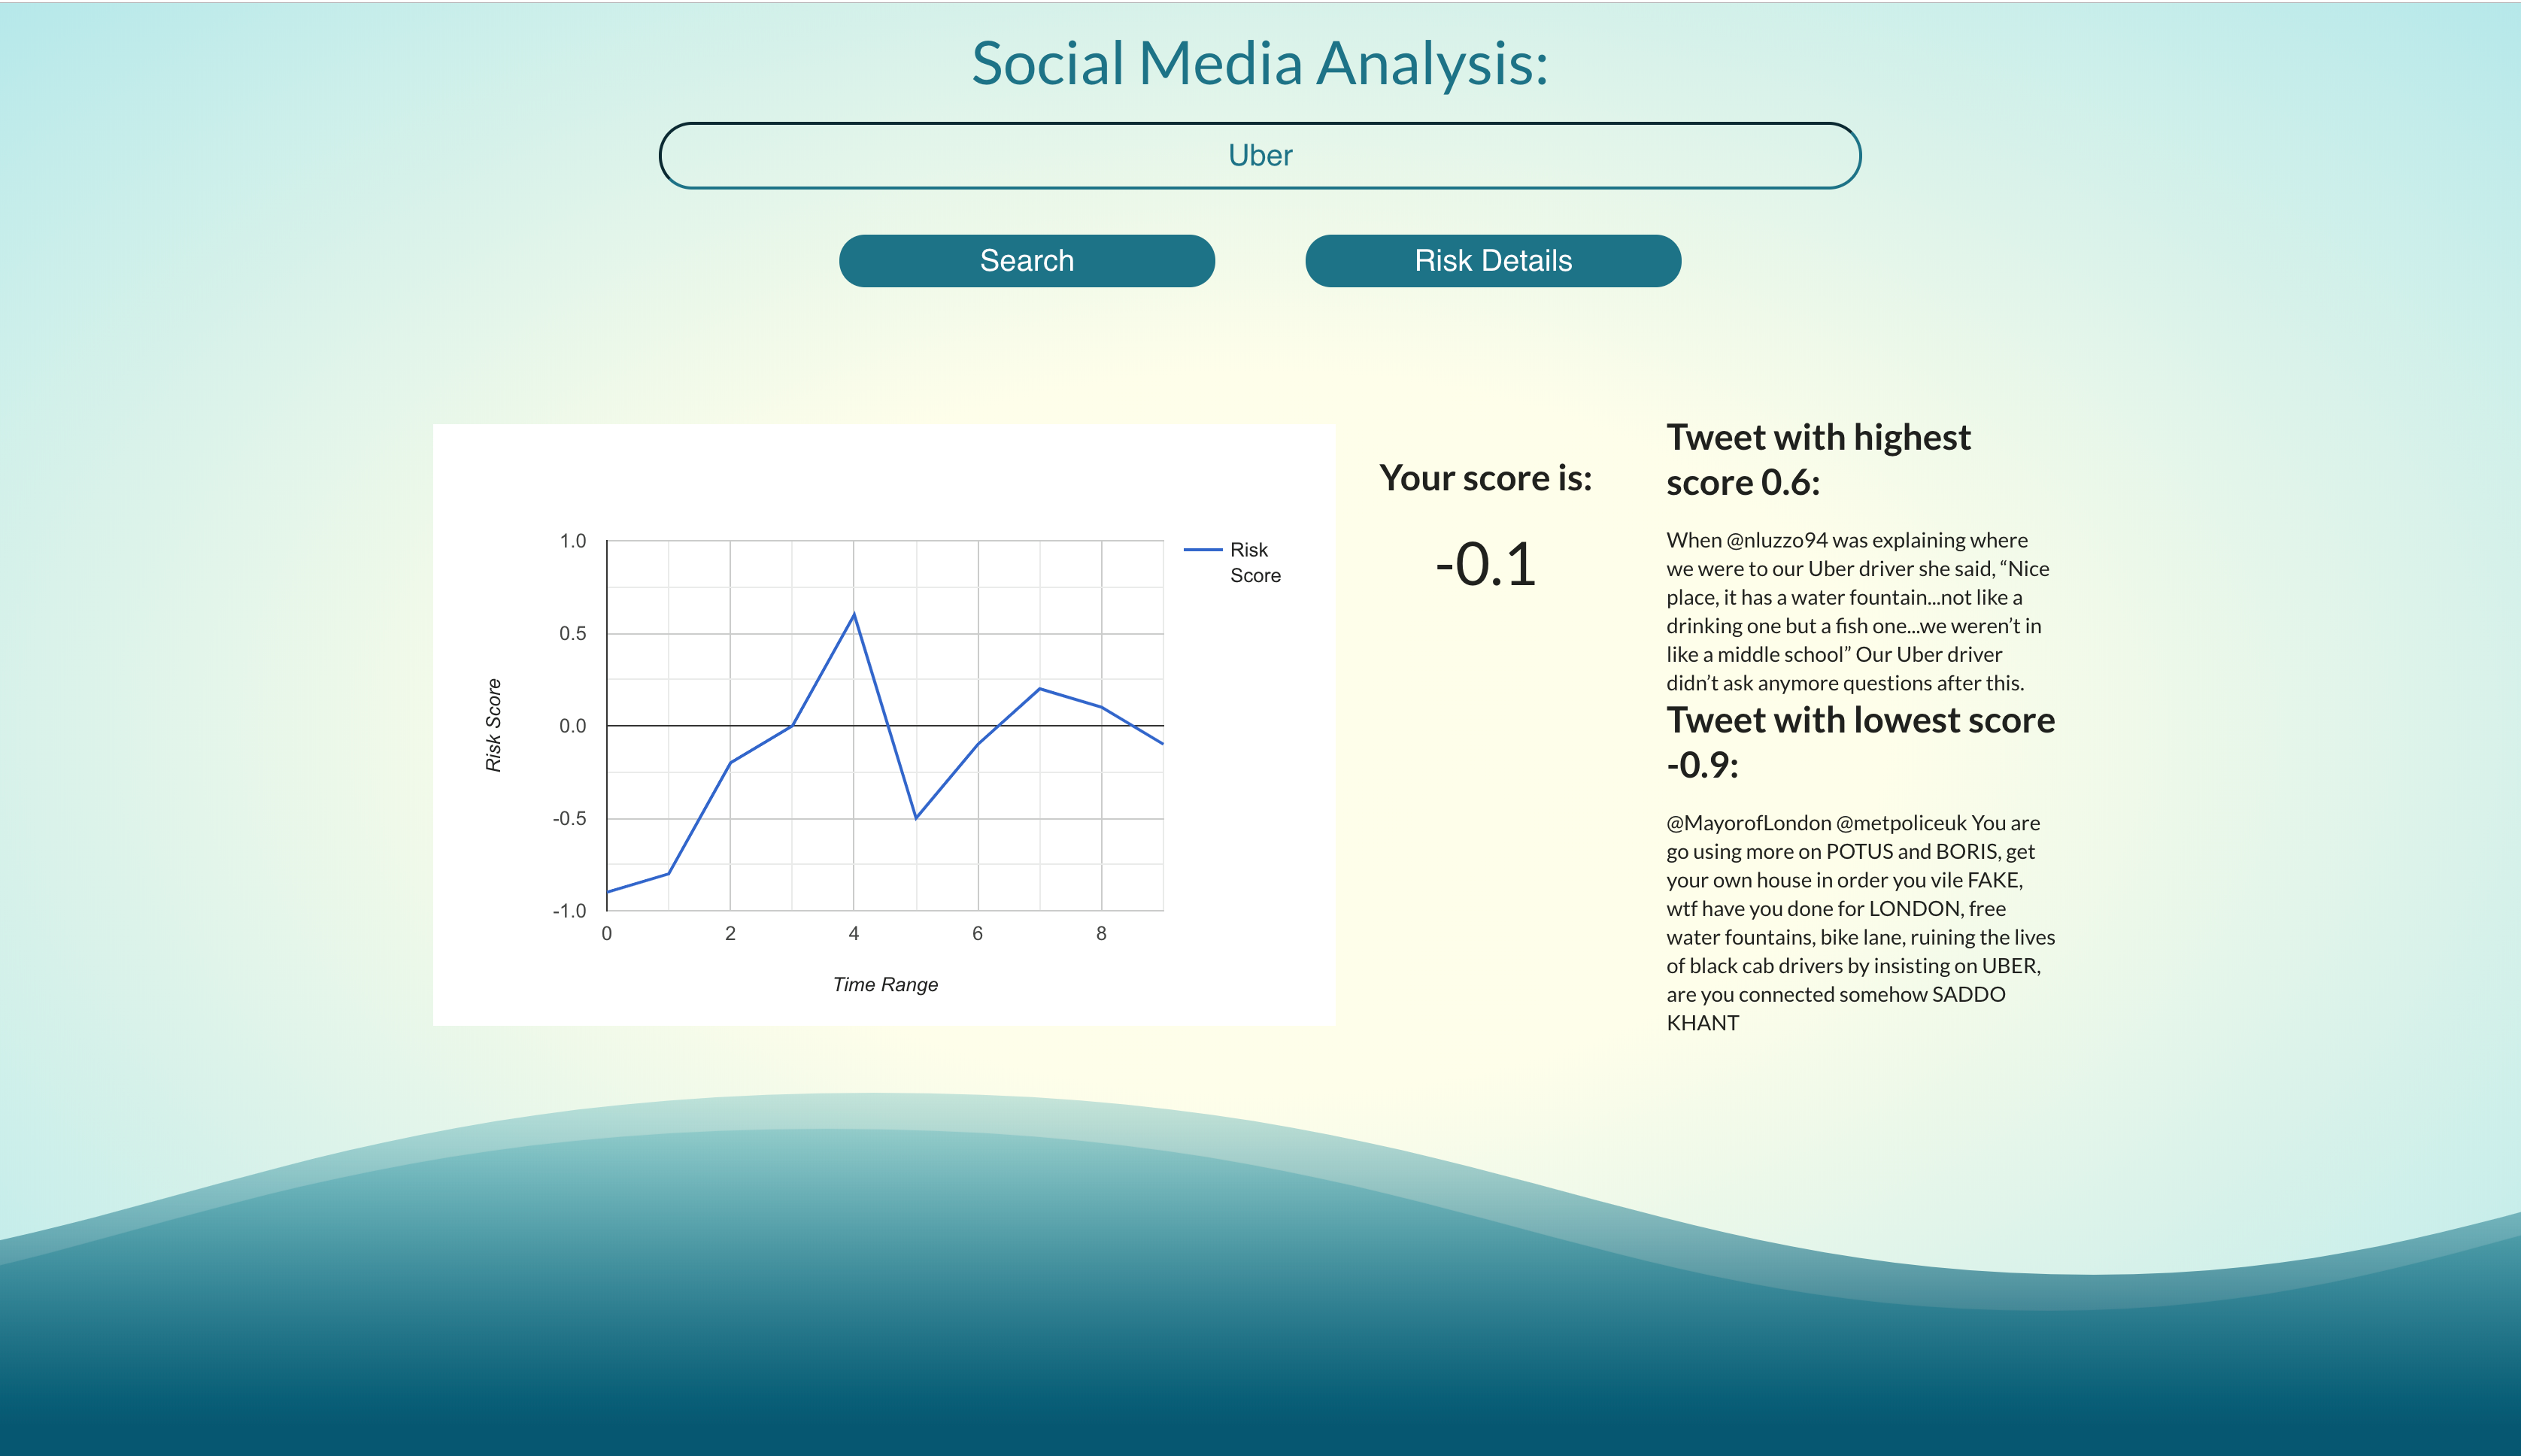 Social Media Analysis:
Uber
Search
Risk Details
1.0
0.5
0.0
-0.5
-1.0
0
2
4
6
8
Risk Score
Time Range
Risk
Score
Your score is:
-0.1
Tweet with highest
score 0.6:
When @nluzzo94 was explaining where
we were to our Uber driver she said, “Nice
place, it has a water fountain...not like a
drinking one but a fish one...we weren’t in
like a middle school” Our Uber driver
didn’t ask anymore questions after this.
Tweet with lowest score
-0.9:
@MayorofLondon @metpoliceuk You are
go using more on POTUS and BORIS, get
your own house in order you vile FAKE,
wtf have you done for LONDON, free
water fountains, bike lane, ruining the lives
of black cab drivers by insisting on UBER,
are you connected somehow SADDO
KHANT